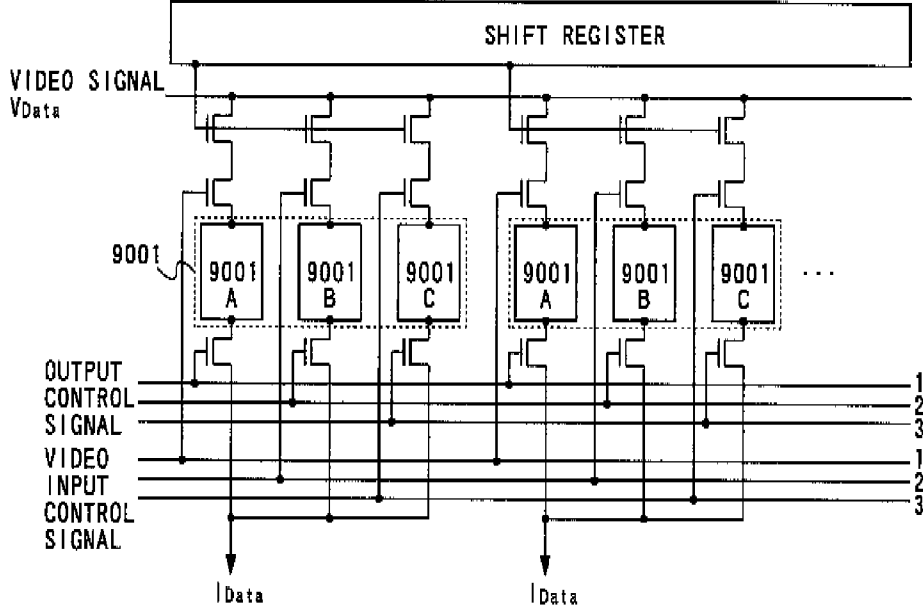 SHIFT REGISTER
VIDEO SIGNAL
VData
9001
9001
A
9001
B
9001
C
9001
A
9001
B
9001
C
...
OUTPUT
CONTROL
SIGNAL
1
2
3
VIDEO
INPUT
CONTROL
SIGNAL
1
2
3
IData
IData